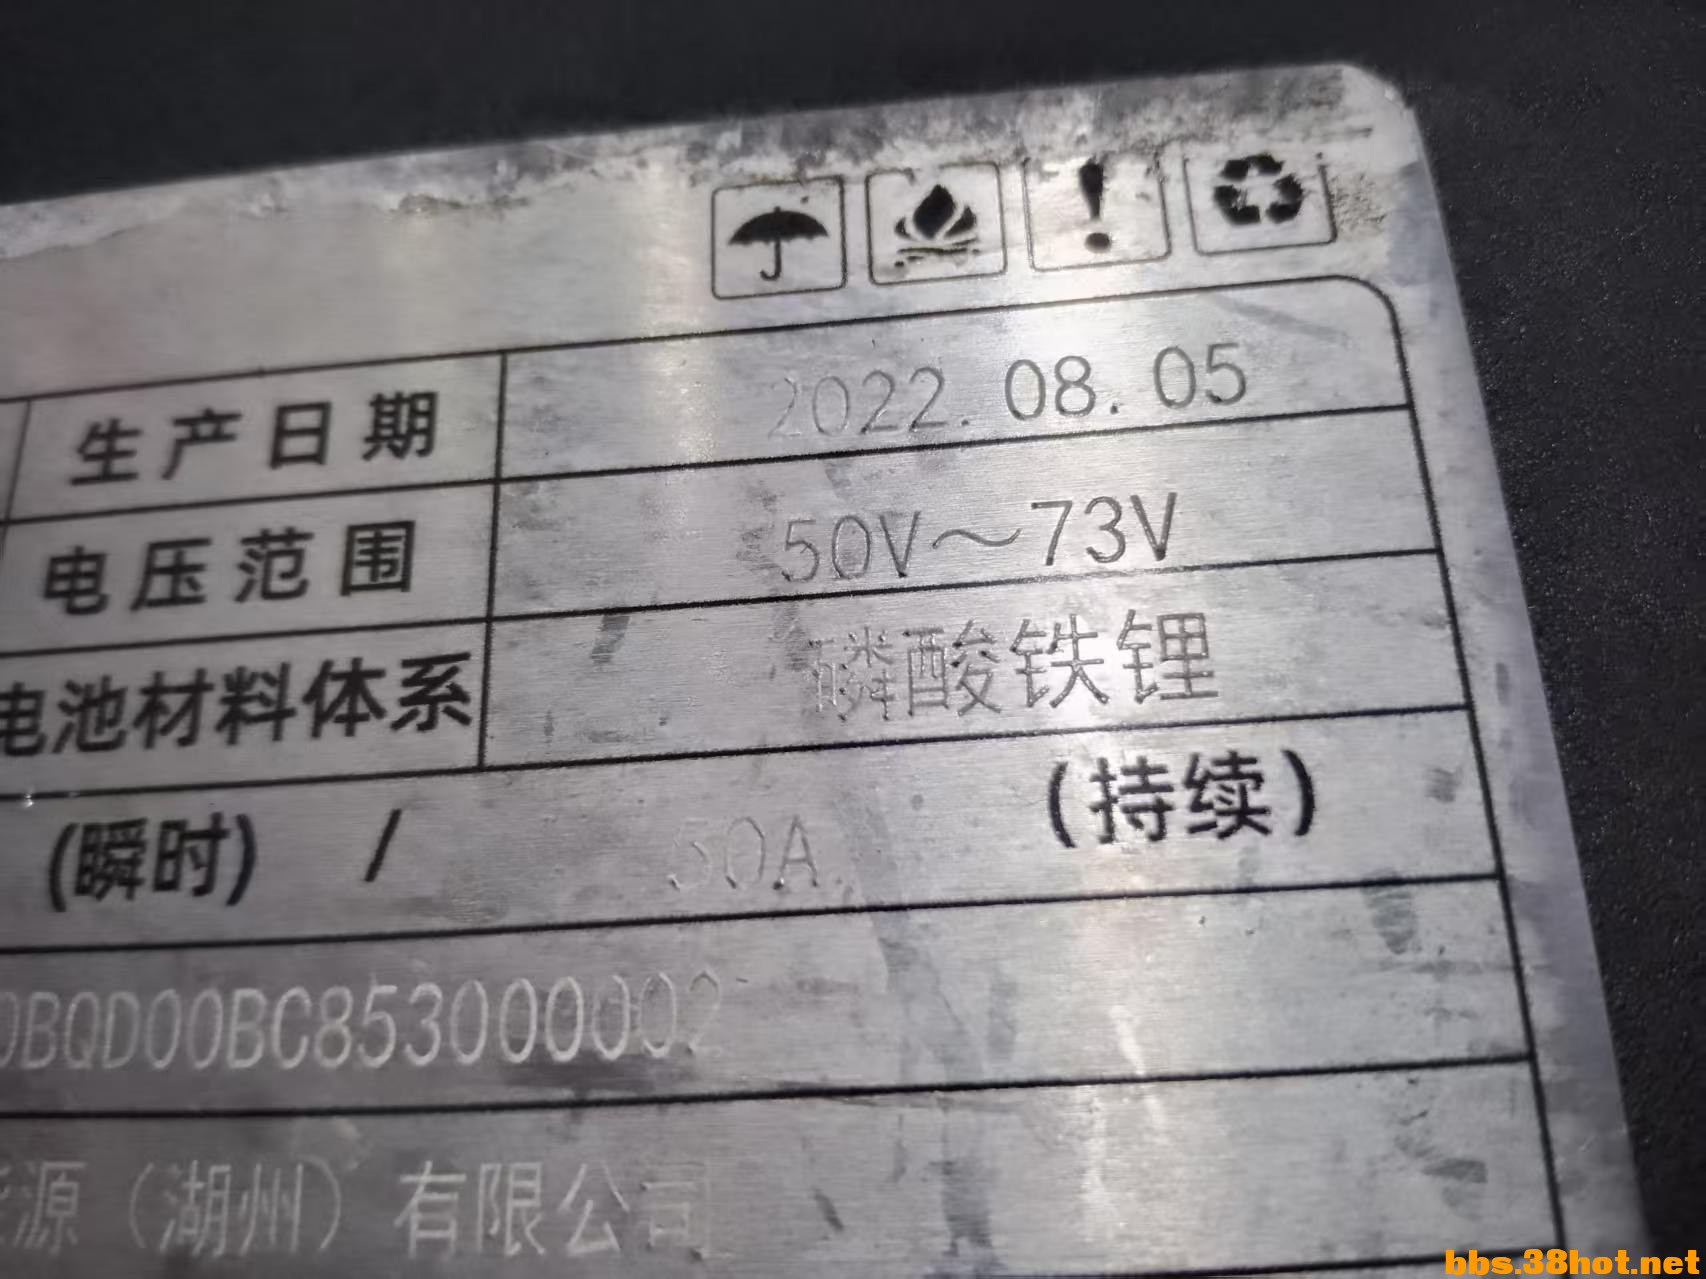 生产日期 2022.08.05
电压范围 50V～73V
电池材料体系 磷酸铁锂
(瞬时) / 50A (持续)
0BQD00BC853000002
能源（湖州）有限公司
bbs.38hot.net